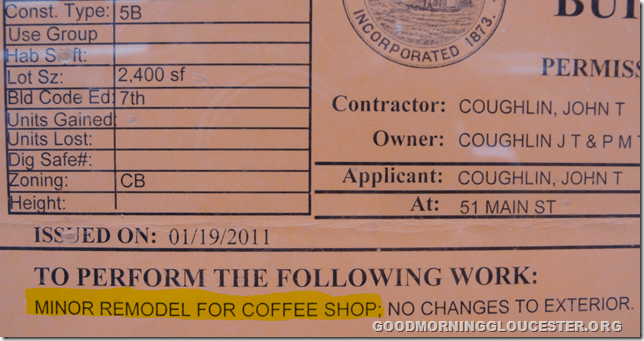 Const. Type: 5B
Use Group
Hab S ft:
Lot Sz: 2,400 sf
Bld Code Ed: 7th
Units Gained:
Units Lost:
Dig Safe#:
Zoning: CB
Height:
INCORPORATED 1873.
PERMISS
Contractor: COUGHLIN, JOHN T
Owner: COUGHLIN J T & P M
Applicant: COUGHLIN, JOHN T
At: 51 MAIN ST
ISSUED ON: 01/19/2011
TO PERFORM THE FOLLOWING WORK:
MINOR REMODEL FOR COFFEE SHOP; NO CHANGES TO EXTERIOR.
GOODMORNINGGLOUCESTER.ORG